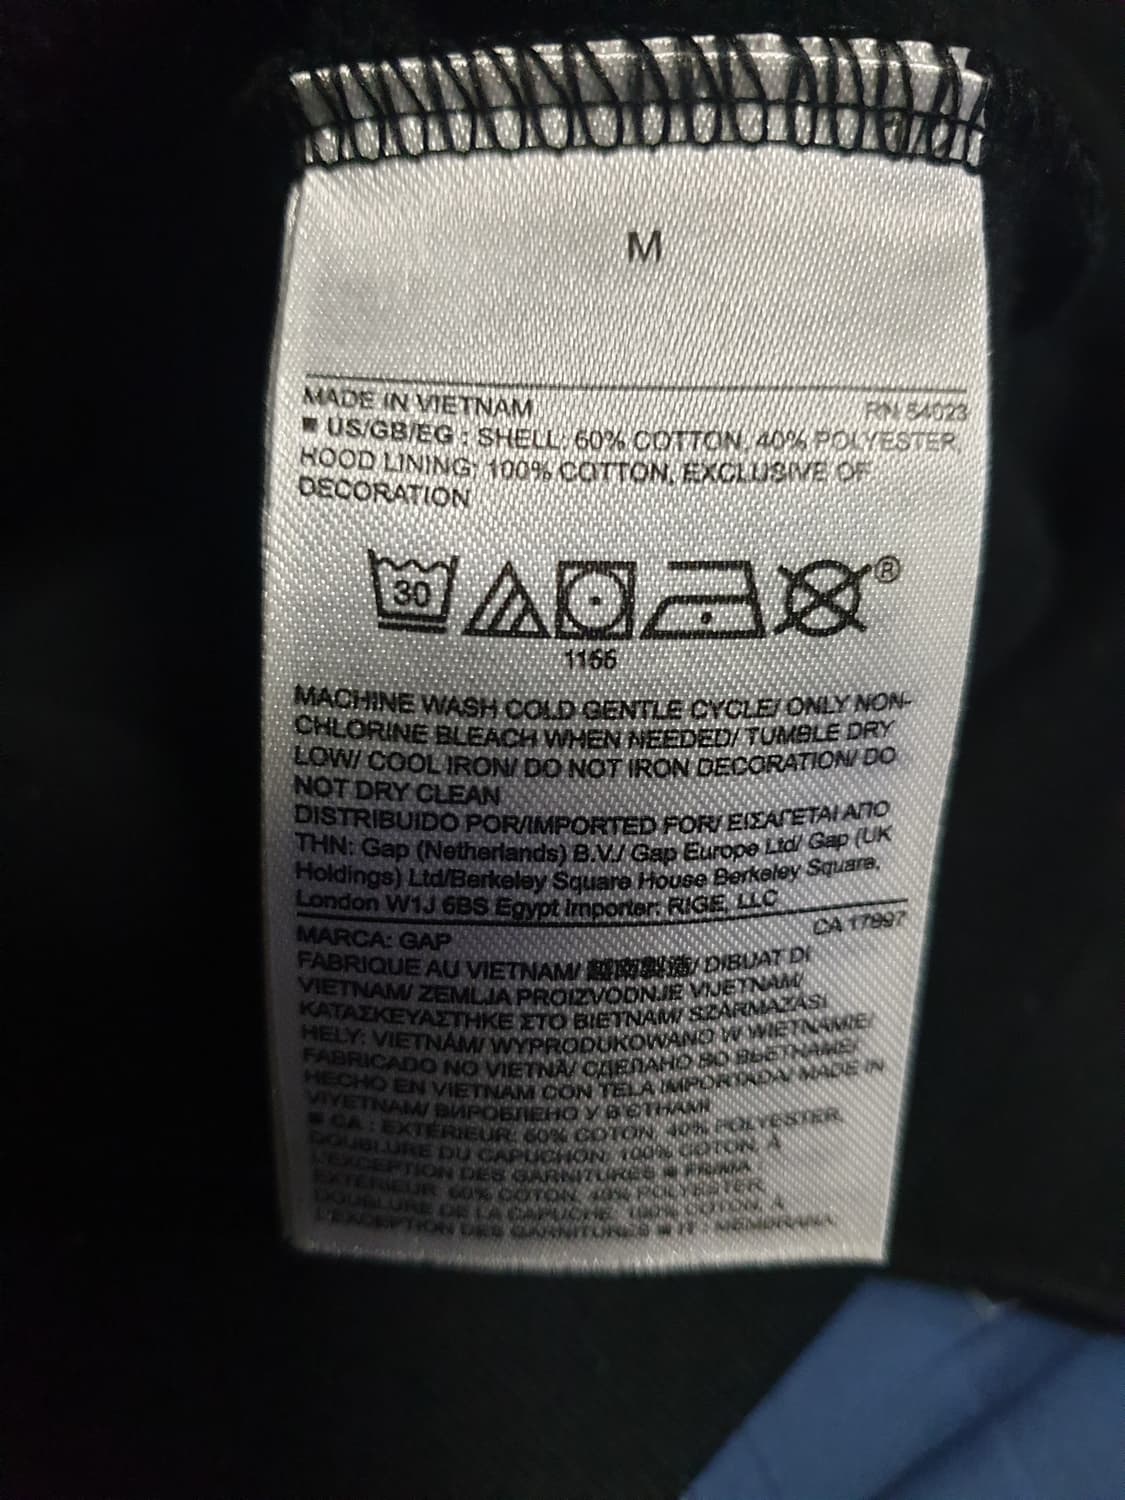 M
MADE IN VIETNAM RN 54023
■ US/GB/EG : SHELL: 60% COTTON, 40% POLYESTER,
HOOD LINING: 100% COTTON, EXCLUSIVE OF
DECORATION
30
®
1166
MACHINE WASH COLD GENTLE CYCLE/ ONLY NON-
CHLORINE BLEACH WHEN NEEDED/ TUMBLE DRY
LOW/ COOL IRON/ DO NOT IRON DECORATION/ DO
NOT DRY CLEAN
DISTRIBUIDO POR/IMPORTED FOR/ ΕΙΣΑΓΕΤΑΙ ΑΠΟ
ΤΗΝ: Gap (Netherlands) B.V./ Gap Europe Ltd/ Gap (UK
Holdings) Ltd/Berkeley Square House Berkeley Square,
London W1J 6BS Egypt Importer: RIGE, LLC
CA 17897
MARCA: GAP
FABRIQUE AU VIETNAM/ 越南製造/ DIBUAT DI
VIETNAM/ ZEMLJA PROIZVODNJE VIJETNAM/
ΚΑΤΑΣΚΕΥΑΣΤΗΚΕ ΣΤΟ ΒΙΕΤΝΑΜ/ SZÁRMAZÁSI
HELY: VIETNÁM/ WYPRODUKOWANO W WIETNAMIE/
FABRICADO NO VIETNÃ/ СДЕЛАНО ВО ВЬЕТНАМЕ/
HECHO EN VIETNAM CON TELA IMPORTADA/ MADE IN
VIYETNAM/ ВИРОБЛЕНО У В'ЄТНАМІ
■ CA : EXTÉRIEUR: 60% COTON, 40% POLYESTER,
DOUBLURE DU CAPUCHON: 100% COTON, À
L'EXCEPTION DES GARNITURES ■ FR/MA
EXTÉRIEUR 60% COTON, 40% POLYESTER,
DOUBLURE DE LA CAPUCHE: 100% COTON, À
L'EXCEPTION DES GARNITURES ■ IT : MEMBRANA